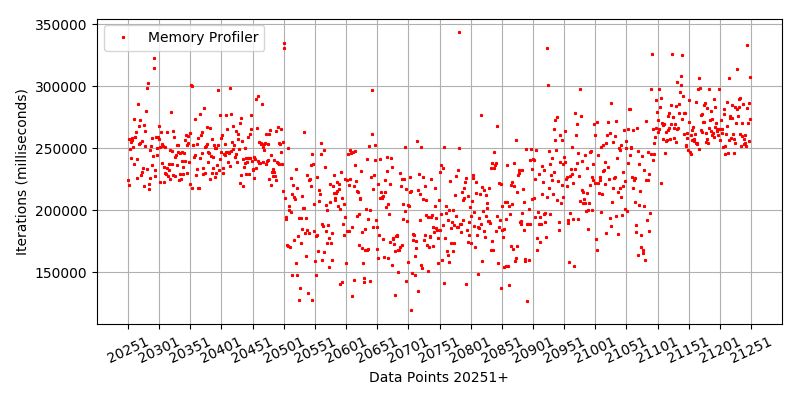 350000
Memory Profiler
300000
250000
200000
150000
Iterations (milliseconds)
20251 20301 20351 20401 20451 20501 20551 20601 20651 20701 20751 20801 20851 20901 20951 21001 21051 21101 21151 21201 21251
Data Points 20251+